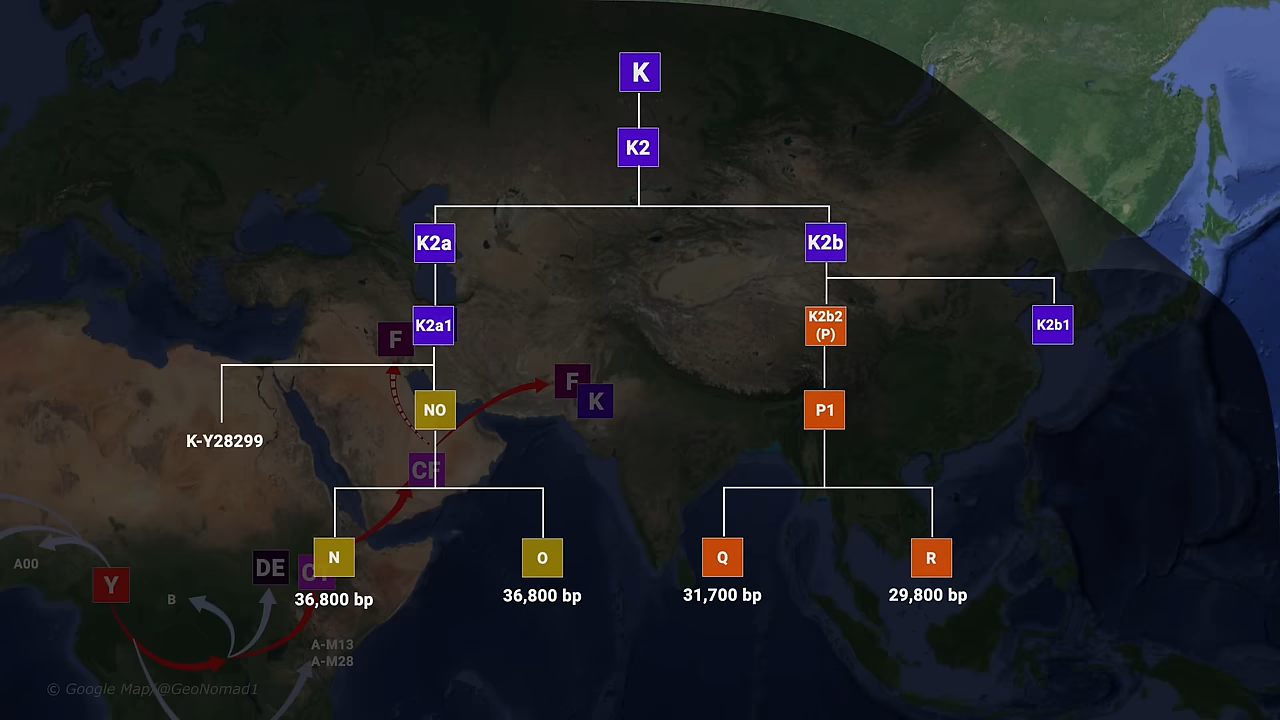 K
K2
K2a
K2b
K2a1
K2b2
(P)
K2b1
F
F
K
NO
P1
K-Y28299
CF
A00
Y
B
DE
N
O
Q
R
36,800 bp
36,800 bp
31,700 bp
29,800 bp
A-M13
A-M28
© Google Map/@GeoNomad1